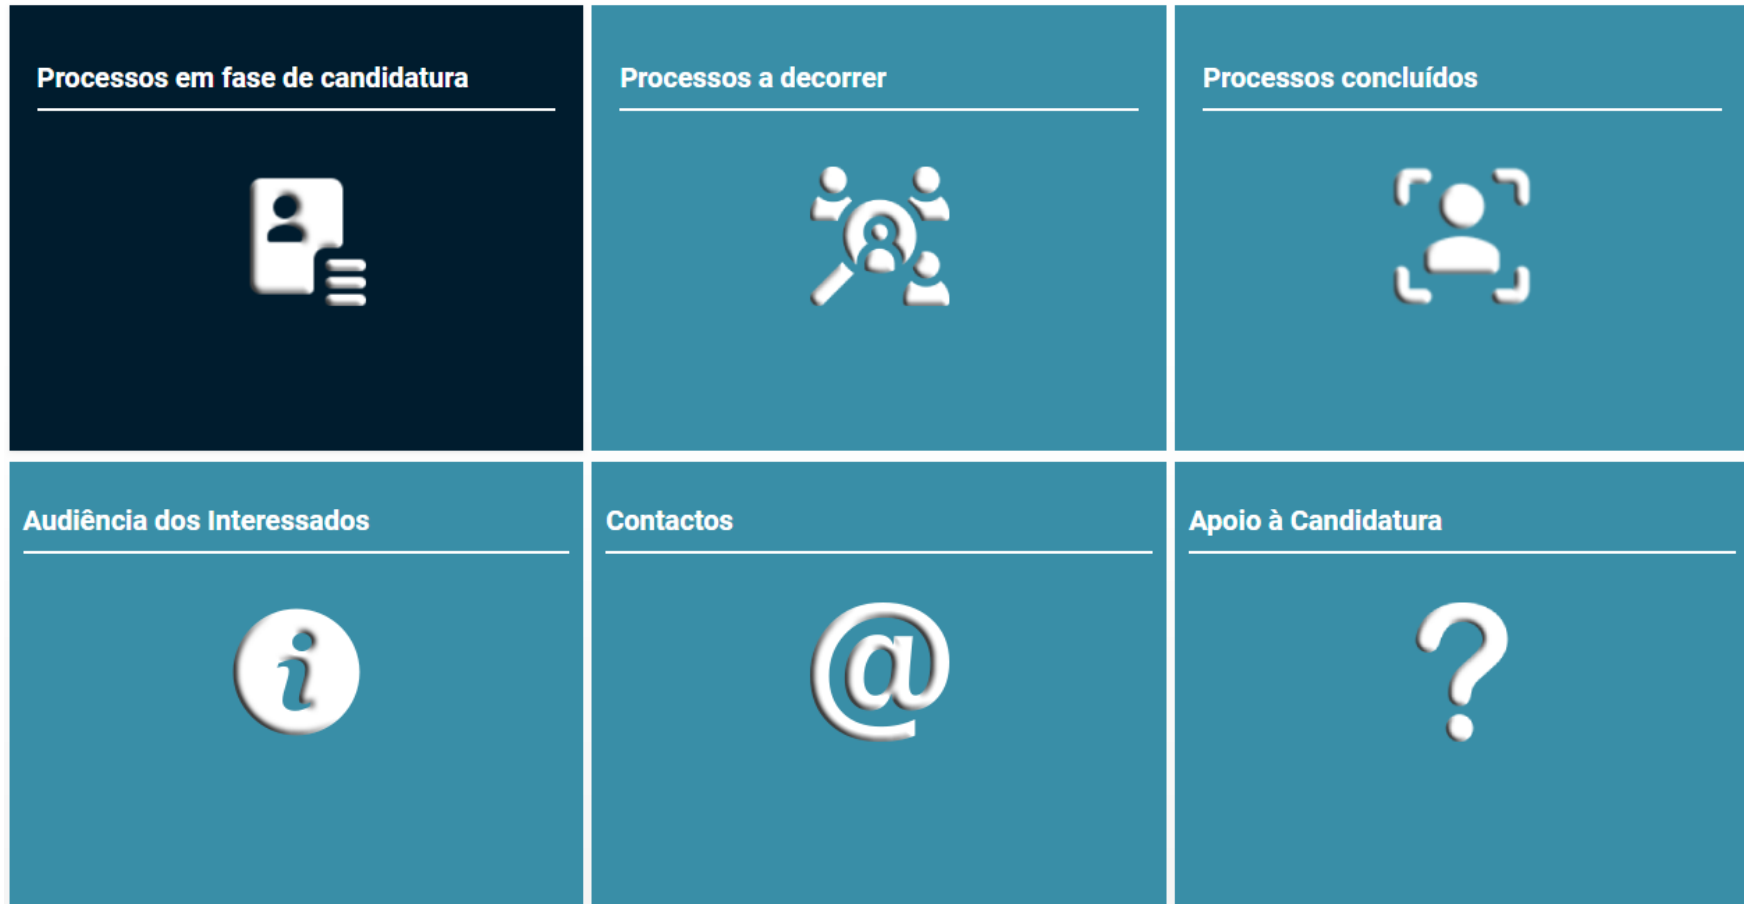 Processos em fase de candidatura
Processos a decorrer
Processos concluídos
Audiência dos Interessados
Contactos
Apoio à Candidatura